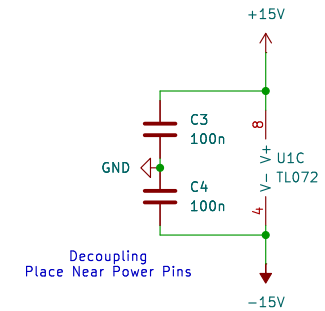 +15V
C3
100n
8
V+
U1C
GND
V-
TL072
C4
100n
4
Decoupling
Place Near Power Pins
-15V